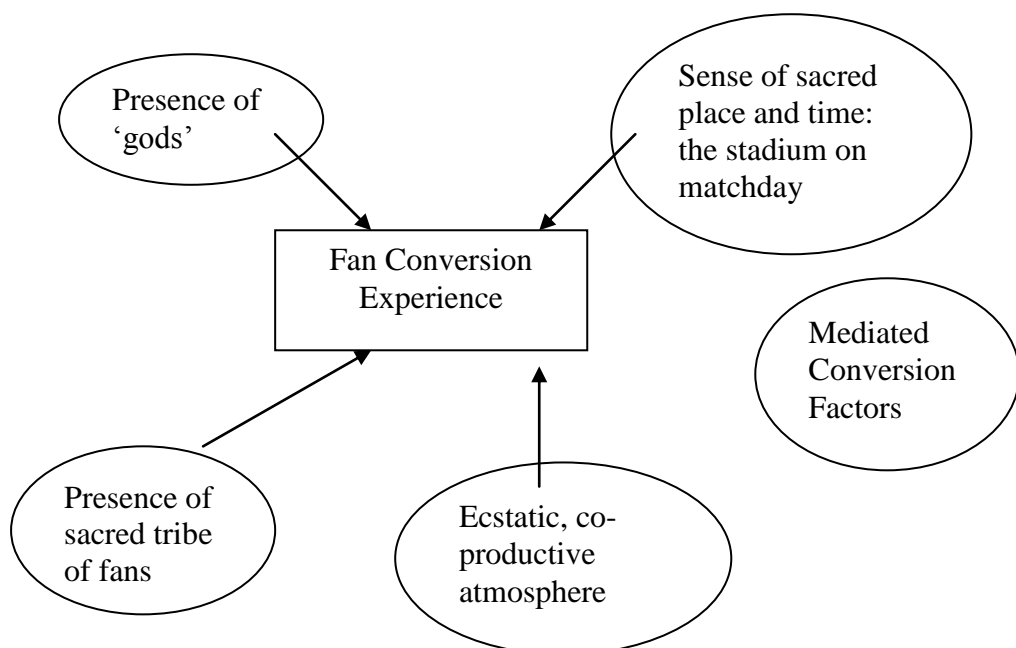 Presence of
‘gods’
Sense of sacred
place and time:
the stadium on
matchday
Fan Conversion
Experience
Mediated
Conversion
Factors
Presence of
sacred tribe
of fans
Ecstatic, co-
productive
atmosphere